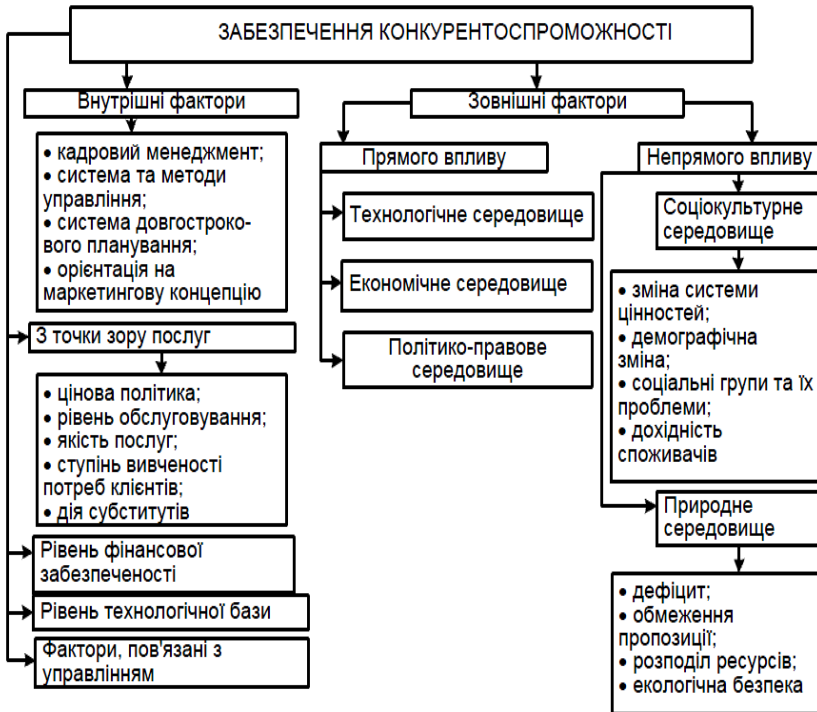 ЗАБЕЗПЕЧЕННЯ КОНКУРЕНТОСПРОМОЖНОСТІ
Внутрішні фактори
• кадровий менеджмент;
• система та методи
управління;
• система довгостроко-
вого планування;
• орієнтація на
маркетингову концепцію
З точки зору послуг
• цінова політика;
• рівень обслуговування;
• якість послуг;
• ступінь вивченості
потреб клієнтів;
• дія субститутів
Рівень фінансової
забезпеченості
Рівень технологічної бази
Фактори, пов'язані з
управлінням
Зовнішні фактори
Прямого впливу
Технологічне середовище
Економічне середовище
Політико-правове
середовище
Непрямого впливу
Соціокультурне
середовище
• зміна системи
цінностей;
• демографічна
зміна;
• соціальні групи та їх
проблеми;
• дохідність
споживачів
Природне
середовище
• дефіцит;
• обмеження
пропозиції;
• розподіл ресурсів;
• екологічна безпека